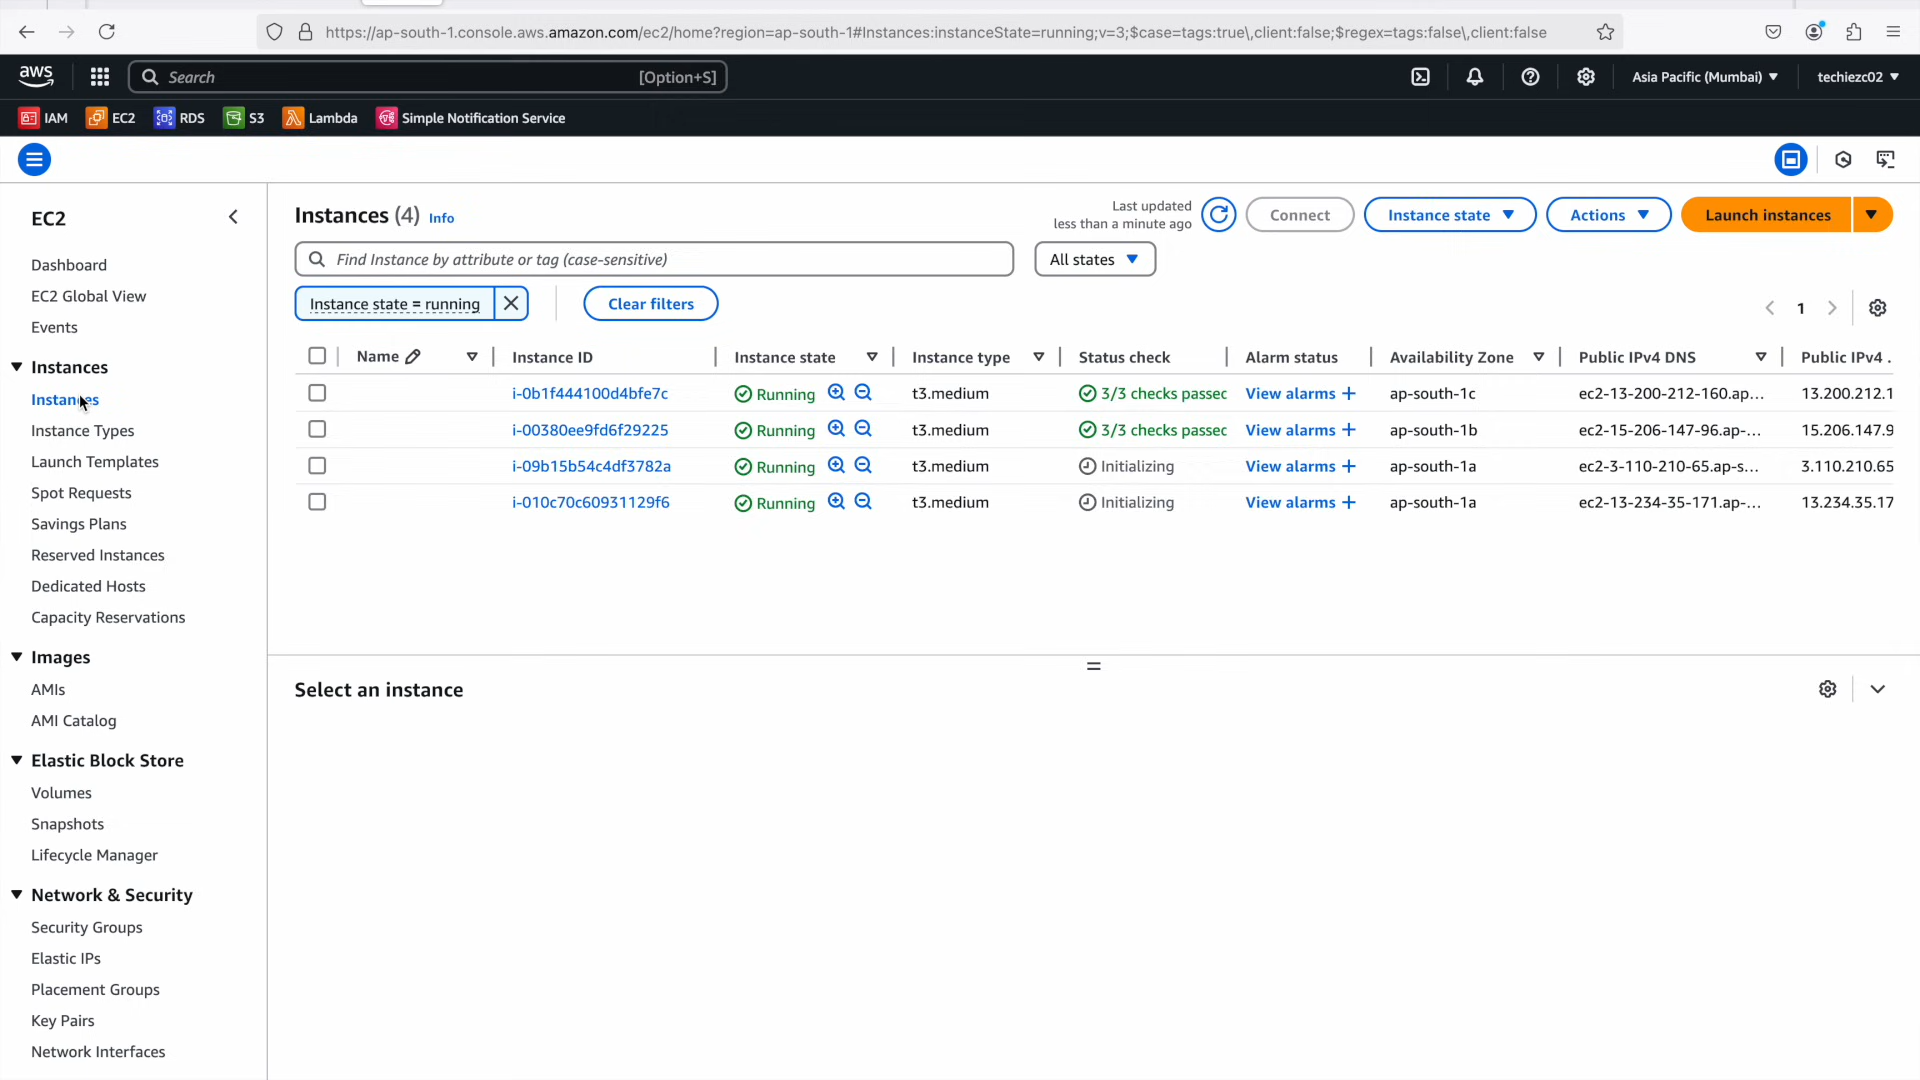 https://ap-south-1.console.aws.amazon.com/ec2/home?region=ap-south-1#Instances:instanceState=running;v=3;$case=tags:true\,client:false;$regex=tags:false\,client:false
aws
Search [Option+S]
Asia Pacific (Mumbai)
techiezc02
IAM EC2 RDS S3 Lambda Simple Notification Service
EC2
Dashboard
EC2 Global View
Events
Instances
Instances
Instance Types
Launch Templates
Spot Requests
Savings Plans
Reserved Instances
Dedicated Hosts
Capacity Reservations
Images
AMIs
AMI Catalog
Elastic Block Store
Volumes
Snapshots
Lifecycle Manager
Network & Security
Security Groups
Elastic IPs
Placement Groups
Key Pairs
Network Interfaces
Instances (4) Info
Last updated
less than a minute ago
Connect
Instance state
Actions
Launch instances
Find Instance by attribute or tag (case-sensitive)
All states
Instance state = running
Clear filters
1
Name Instance ID Instance state Instance type Status check Alarm status Availability Zone Public IPv4 DNS Public IPv4 .
i-0b1f444100d4bfe7c Running t3.medium 3/3 checks passec View alarms + ap-south-1c ec2-13-200-212-160.ap... 13.200.212.1
i-00380ee9fd6f29225 Running t3.medium 3/3 checks passec View alarms + ap-south-1b ec2-15-206-147-96.ap-... 15.206.147.9
i-09b15b54c4df3782a Running t3.medium Initializing View alarms + ap-south-1a ec2-3-110-210-65.ap-s... 3.110.210.65
i-010c70c60931129f6 Running t3.medium Initializing View alarms + ap-south-1a ec2-13-234-35-171.ap-... 13.234.35.17
Select an instance